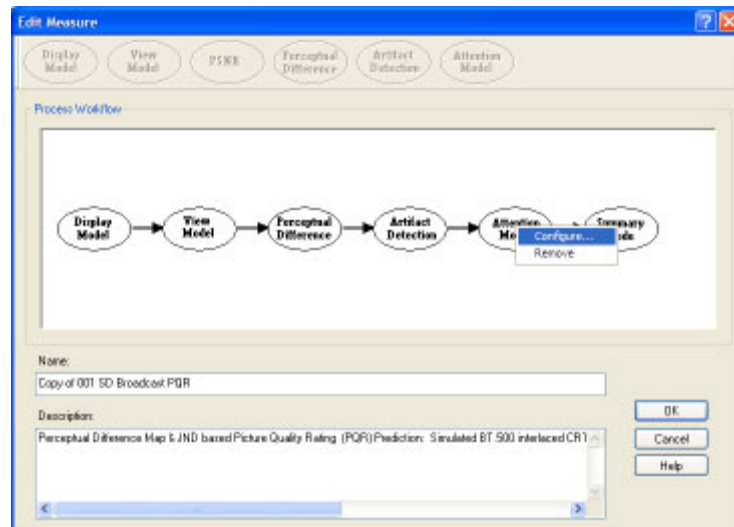 Edit Measure
Display Model
View Model
PSNR
Perceptual Difference
Artifact Detection
Attention Model
Process Workflow
Display Model
View Model
Perceptual Difference
Artifact Detection
Attention
Summary
Configure...
Remove
Name:
Copy of 001 SD Broadcast PQR
Description:
Perceptual Difference Map & JND based Picture Quality Rating (PQR) Prediction: Simulated BT.500 interlaced CRT
OK
Cancel
Help